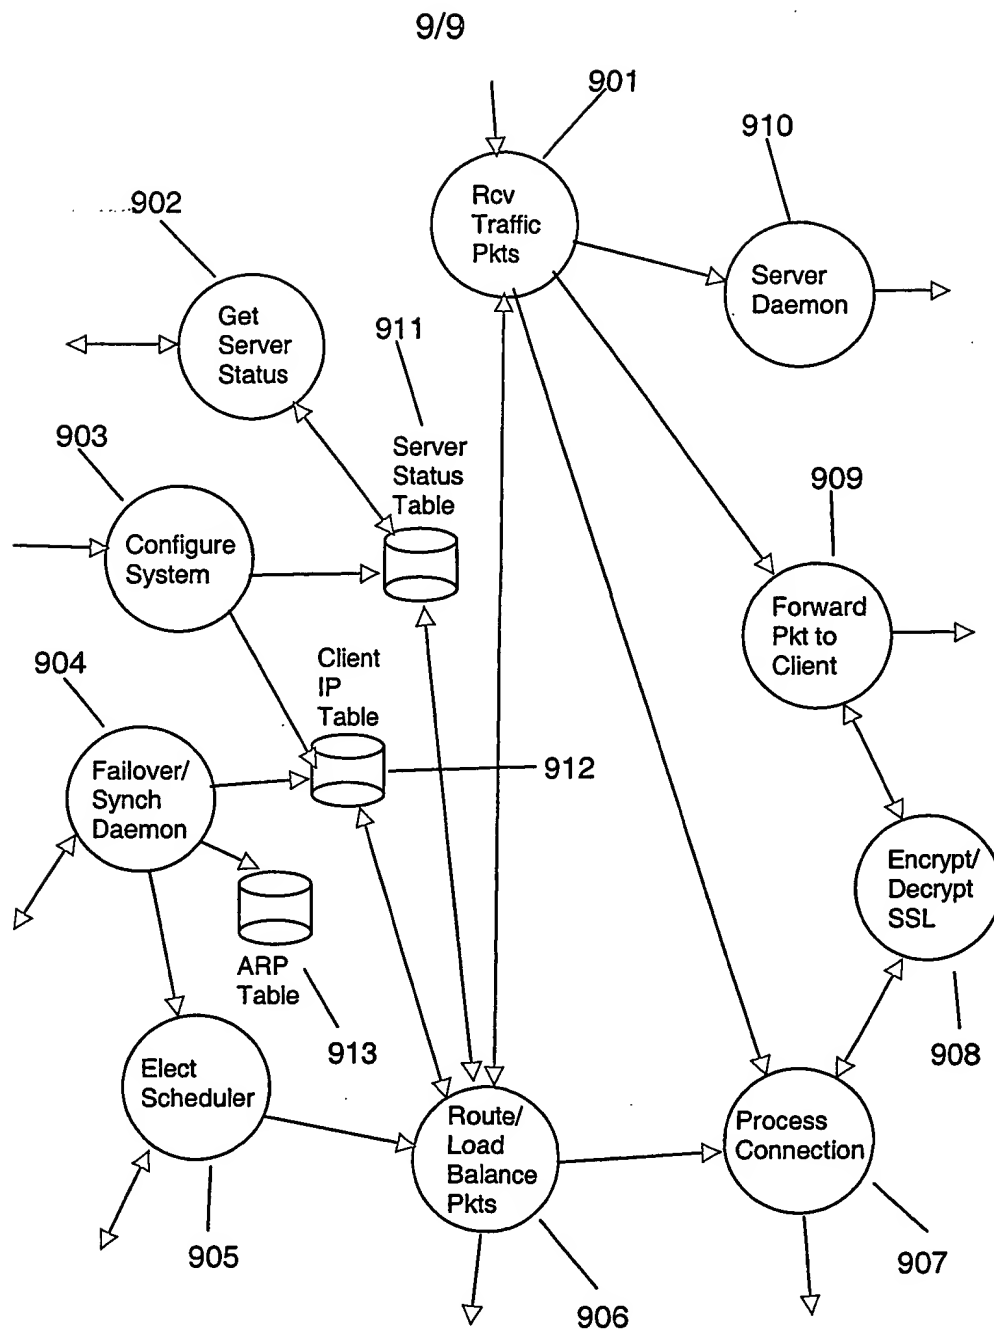 9/9
901
910
Rcv
Traffic
Pkts
902
Server
Daemon
Get
Server
Status
911
903
Server
Status
Table
909
Configure
System
Forward
Pkt to
Client
904
Client
IP
Table
912
Failover/
Synch
Daemon
Encrypt/
Decrypt
SSL
ARP
Table
913
908
Elect
Scheduler
Route/
Load
Balance
Pkts
Process
Connection
905
907
906